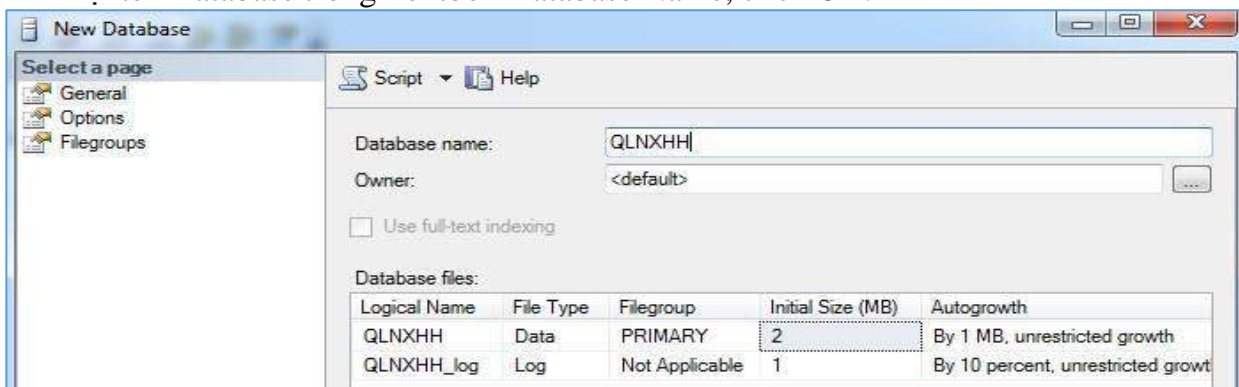 New Database
Select a page
General
Options
Filegroups
Script Help
Database name: QLNXHH
Owner: <default> ...
Use full-text indexing
Database files:
Logical Name File Type Filegroup Initial Size (MB) Autogrowth
QLNXHH Data PRIMARY 2 By 1 MB, unrestricted growth
QLNXHH_log Log Not Applicable 1 By 10 percent, unrestricted growt